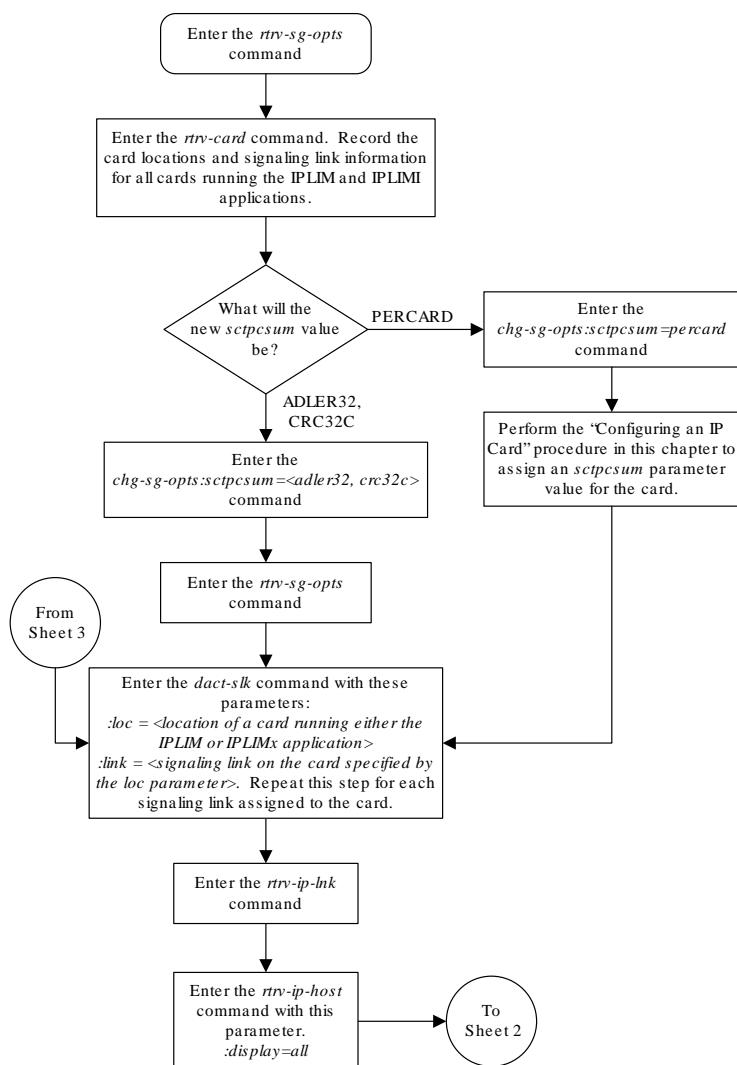 Enter the rtrv-sg-opts
command
Enter the rtrv-card command. Record the
card locations and signaling link information
for all cards running the IPLIM and IPLIMI
applications.
What will the
new sctpcsum value
be?
PERCARD
Enter the
chg-sg-opts:sctpcsum=percard
command
ADLER32,
CRC32C
Perform the “Configuring an IP
Card” procedure in this chapter to
assign an sctpcsum parameter
value for the card.
Enter the
chg-sg-opts:sctpcsum=<adler32, crc32c>
command
Enter the rtrv-sg-opts
command
From
Sheet 3
Enter the dact-slk command with these
parameters:
:loc = <location of a card running either the
IPLIM or IPLIMx application>
:link = <signaling link on the card specified by
the loc parameter>. Repeat this step for each
signaling link assigned to the card.
Enter the rtrv-ip-lnk
command
Enter the rtrv-ip-host
command with this
parameter.
:display=all
To
Sheet 2